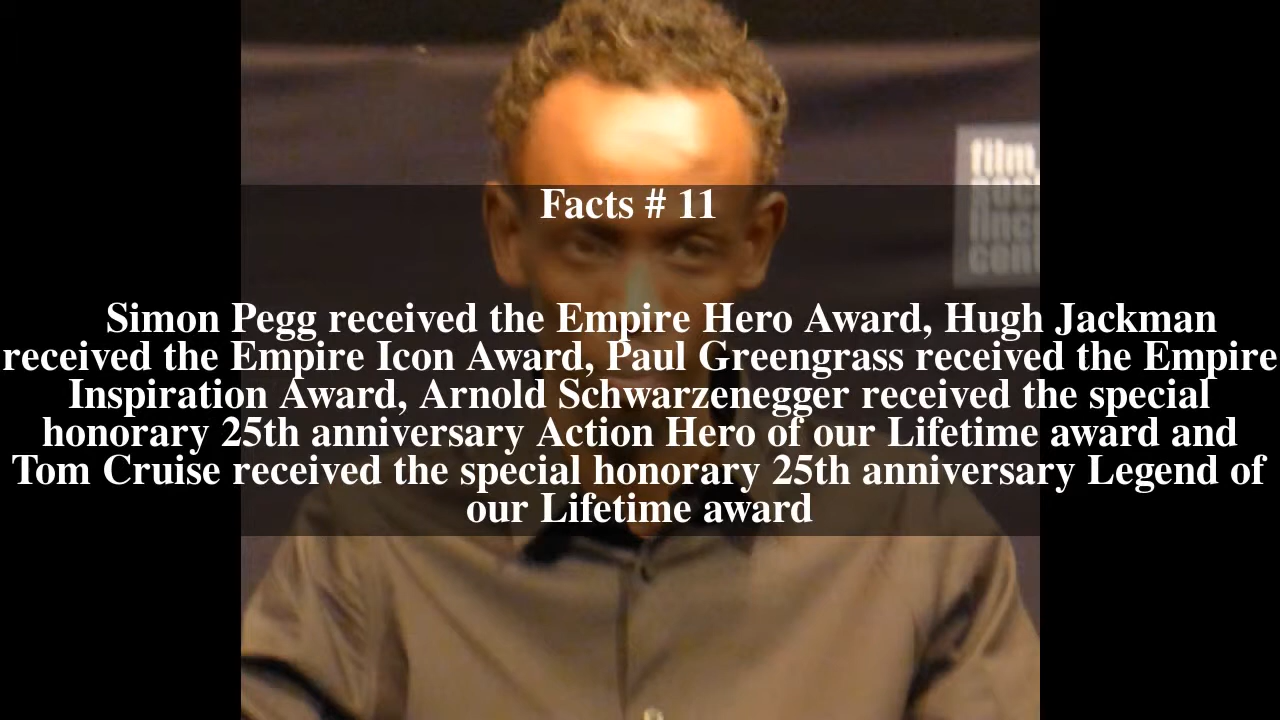 film
Facts # 11
Simon Pegg received the Empire Hero Award, Hugh Jackman
received the Empire Icon Award, Paul Greengrass received the Empire
Inspiration Award, Arnold Schwarzenegger received the special
honorary 25th anniversary Action Hero of our Lifetime award and
Tom Cruise received the special honorary 25th anniversary Legend of
our Lifetime award